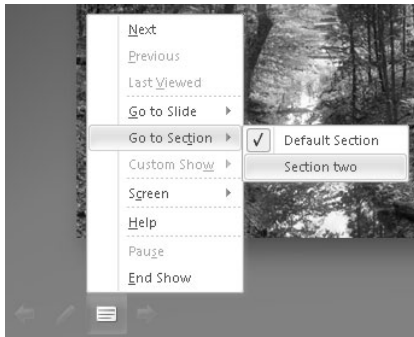 Next
Previous
Last Viewed
Go to Slide
Go to Section
Default Section
Section two
Custom Show
Screen
Help
Pause
End Show